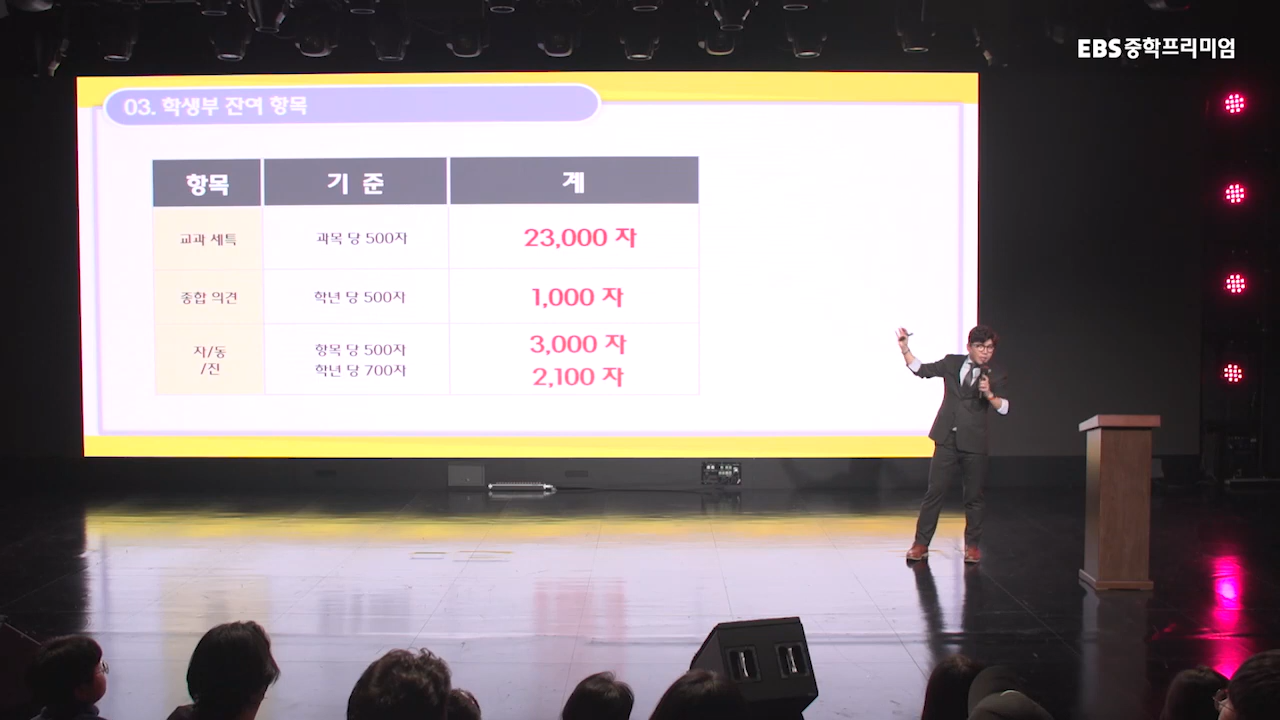 EBS 중학프리미엄
03. 학생부 잔여 항목
항목 기 준 계
교과 세특 과목 당 500자 23,000 자
종합 의견 학년 당 500자 1,000 자
자/동
/진
항목 당 500자
학년 당 700자
3,000 자
2,100 자